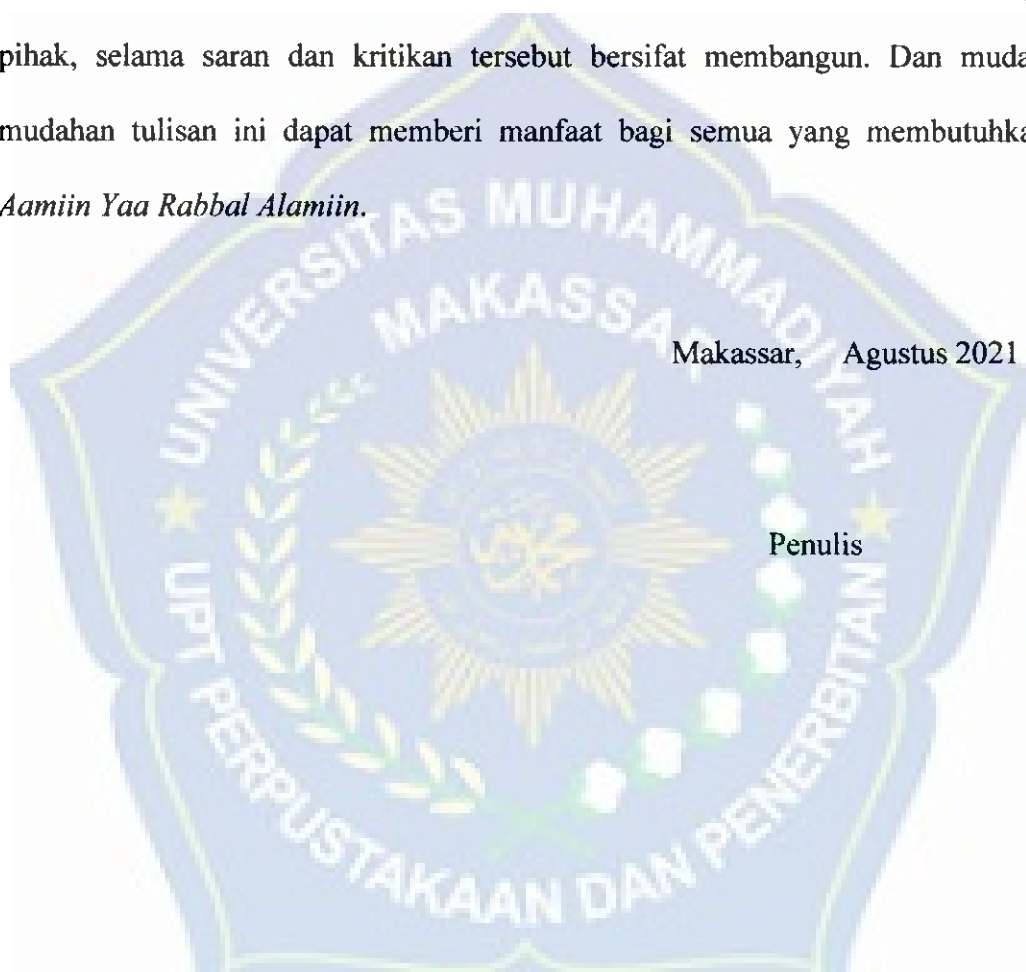 pihak, selama saran dan kritikan tersebut bersifat membangun. Dan muda
mudahan tulisan ini dapat memberi manfaat bagi semua yang membutuhka
Aamiin Yaa Rabbal Alamiin.
UNIVERSITAS MUHAMMADIYAH
MAKASSAR
Makassar, Agustus 2021
Penulis
UPT PERPUSTAKAAN DAN PENERBITAN